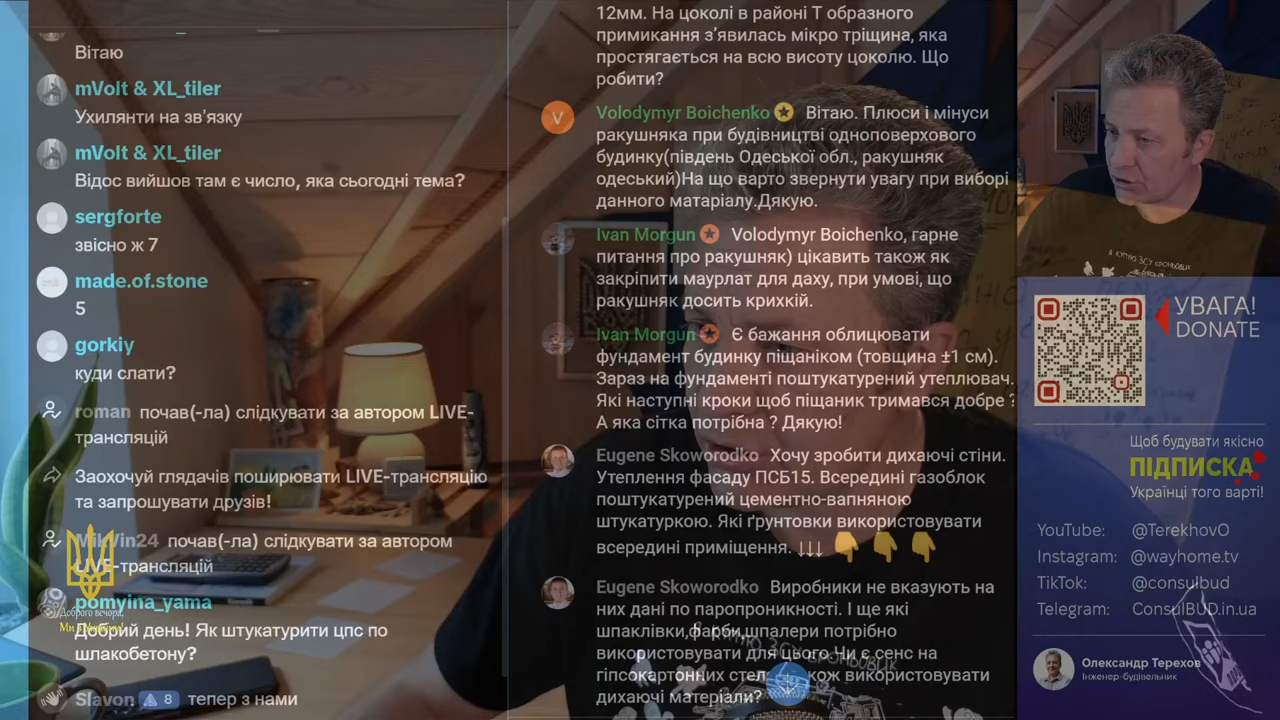 Вітаю
mVolt & XL_tiler
Ухилянти на зв'язку
mVolt & XL_tiler
Відос вийшов там є число, яка сьогодні тема?
sergforte
звісно ж 7
made.of.stone
5
gorkiy
куди слати?
roman почав(-ла) слідкувати за автором LIVE-
трансляцій
Заохочуй глядачів поширювати LIVE-трансляцію
та запрошувати друзів!
почав(-ла) слідкувати за автором
LIVE-трансляцій
pomyina_yama
Доброго вечора,
Добрий день! Як штукатурити цпс по
шлакобетону?
Slavon 8 тепер з нами
12мм. На цоколі в районі Т образного
примикання з’явилась мікро тріщина, яка
простягається на всю висоту цоколю. Що
робити?
V
Volodymyr Boichenko Вітаю. Плюси і мінуси
ракушняка при будівництві одноповерхового
будинку(південь Одеської обл., ракушняк
одеський)На що варто звернути увагу при виборі
данного матаріалу.Дякую.
Ivan Morgun Volodymyr Boichenko, гарне
питання про ракушняк) цікавить також як
закріпити маурлат для даху, при умові, що
ракушняк досить крихкій.
Ivan Morgun Є бажання облицювати
фундамент будинку піщаніком (товщина ±1 см).
Зараз на фундаменті поштукатурений утеплювач.
Які наступні кроки щоб піщаник тримався добре ?
А яка сітка потрібна ? Дякую!
Eugene Skoworodko Хочу зробити дихаючі стіни.
Утеплення фасаду ПСБ15. Всередині газоблок
поштукатурений цементно-вапняною
штукатуркою. Які ґрунтовки використовувати
всередині приміщення. ↓↓↓ 👇 👇 👇
Eugene Skoworodko Виробники не вказують на
них дані по паропроникності. І ще які
шпаклівки,фарби,шпалери потрібно
використовувати для цього Чи є сенс на
гіпсокартонних стел використовувати
дихаючі матеріали?
УВАГА!
DONATE
Щоб будувати якісно
ПІДПИСКА
Українці того варті!
YouTube: @TerekhovO
Instagram: @wayhome.tv
TikTok: @consulbud
Telegram: ConsulBUD.in.ua
Олександр Терехов
Інженер-будівельник